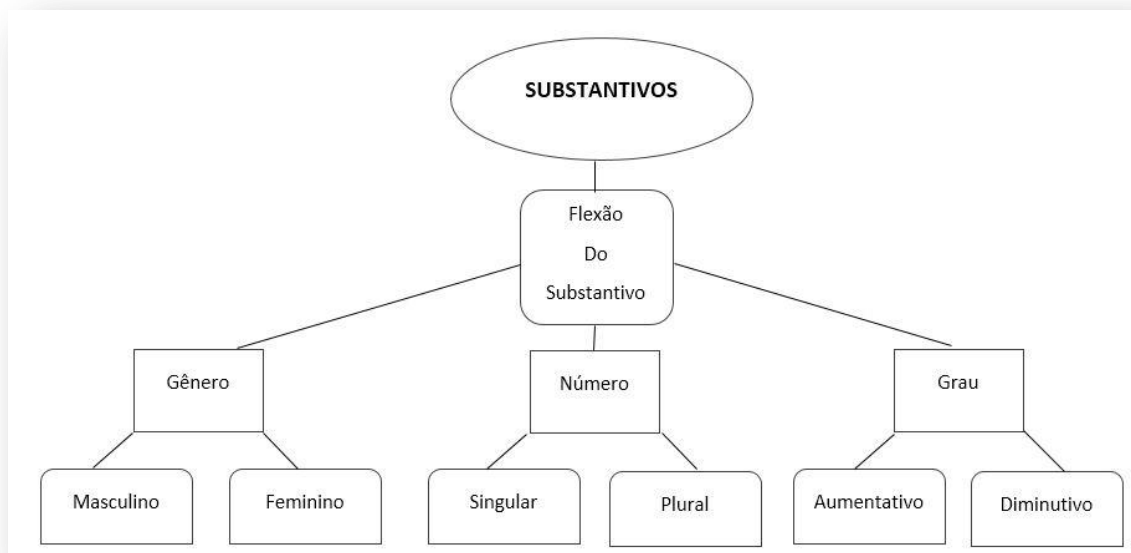 SUBSTANTIVOS
Flexão
Do
Substantivo
Gênero
Número
Grau
Masculino
Feminino
Singular
Plural
Aumentativo
Diminutivo